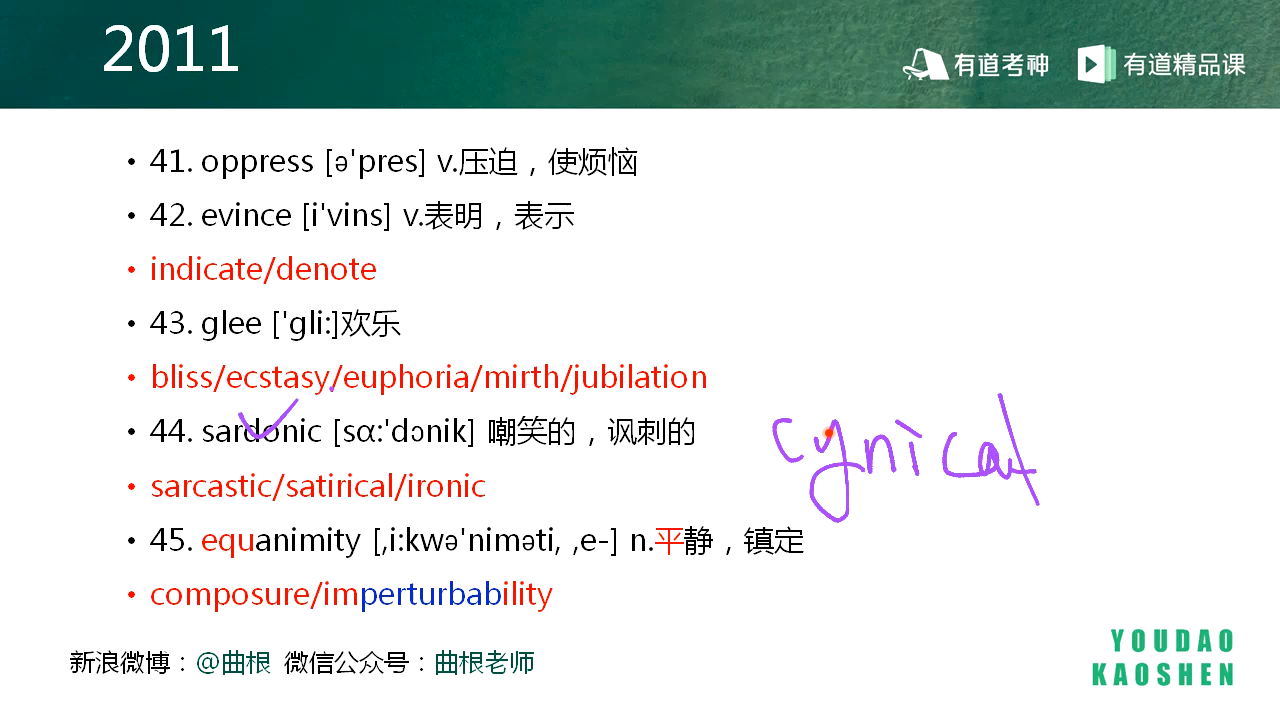 2011
有道考神 有道精品课
• 41. oppress [ə'pres] v.压迫，使烦恼
• 42. evince [i'vins] v.表明，表示
• indicate/denote
• 43. glee ['gli:]欢乐
• bliss/ecstasy/euphoria/mirth/jubilation
• 44. sardonic [sɑ:'dɔnik] 嘲笑的，讽刺的
cynical
• sarcastic/satirical/ironic
• 45. equanimity [,i:kwə'niməti, ,e-] n.平静，镇定
• composure/imperturbability
新浪微博：@曲根 微信公众号：曲根老师
YOUDAO
KAOSHEN